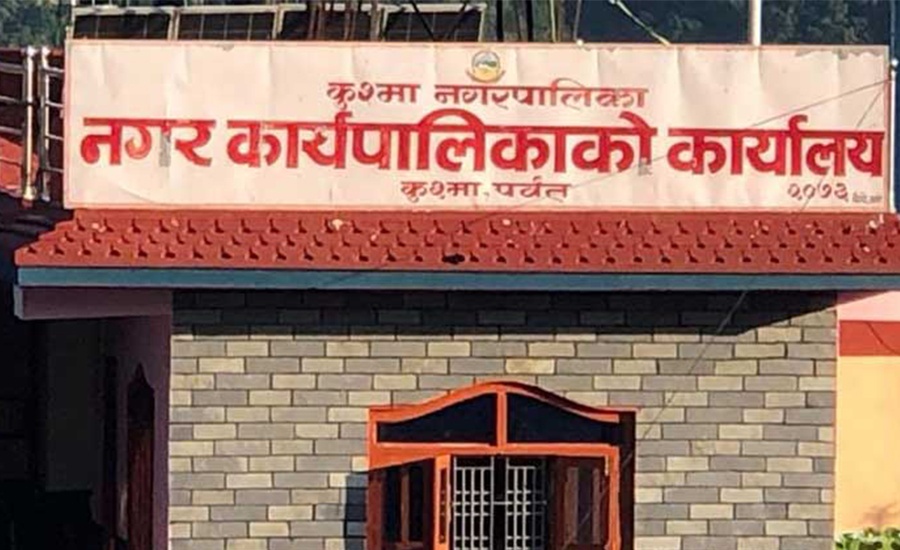 कुश्मा नगरपालिका
नगर कार्यपालिकाको कार्यालय
कुश्मा, पर्वत
२०७३